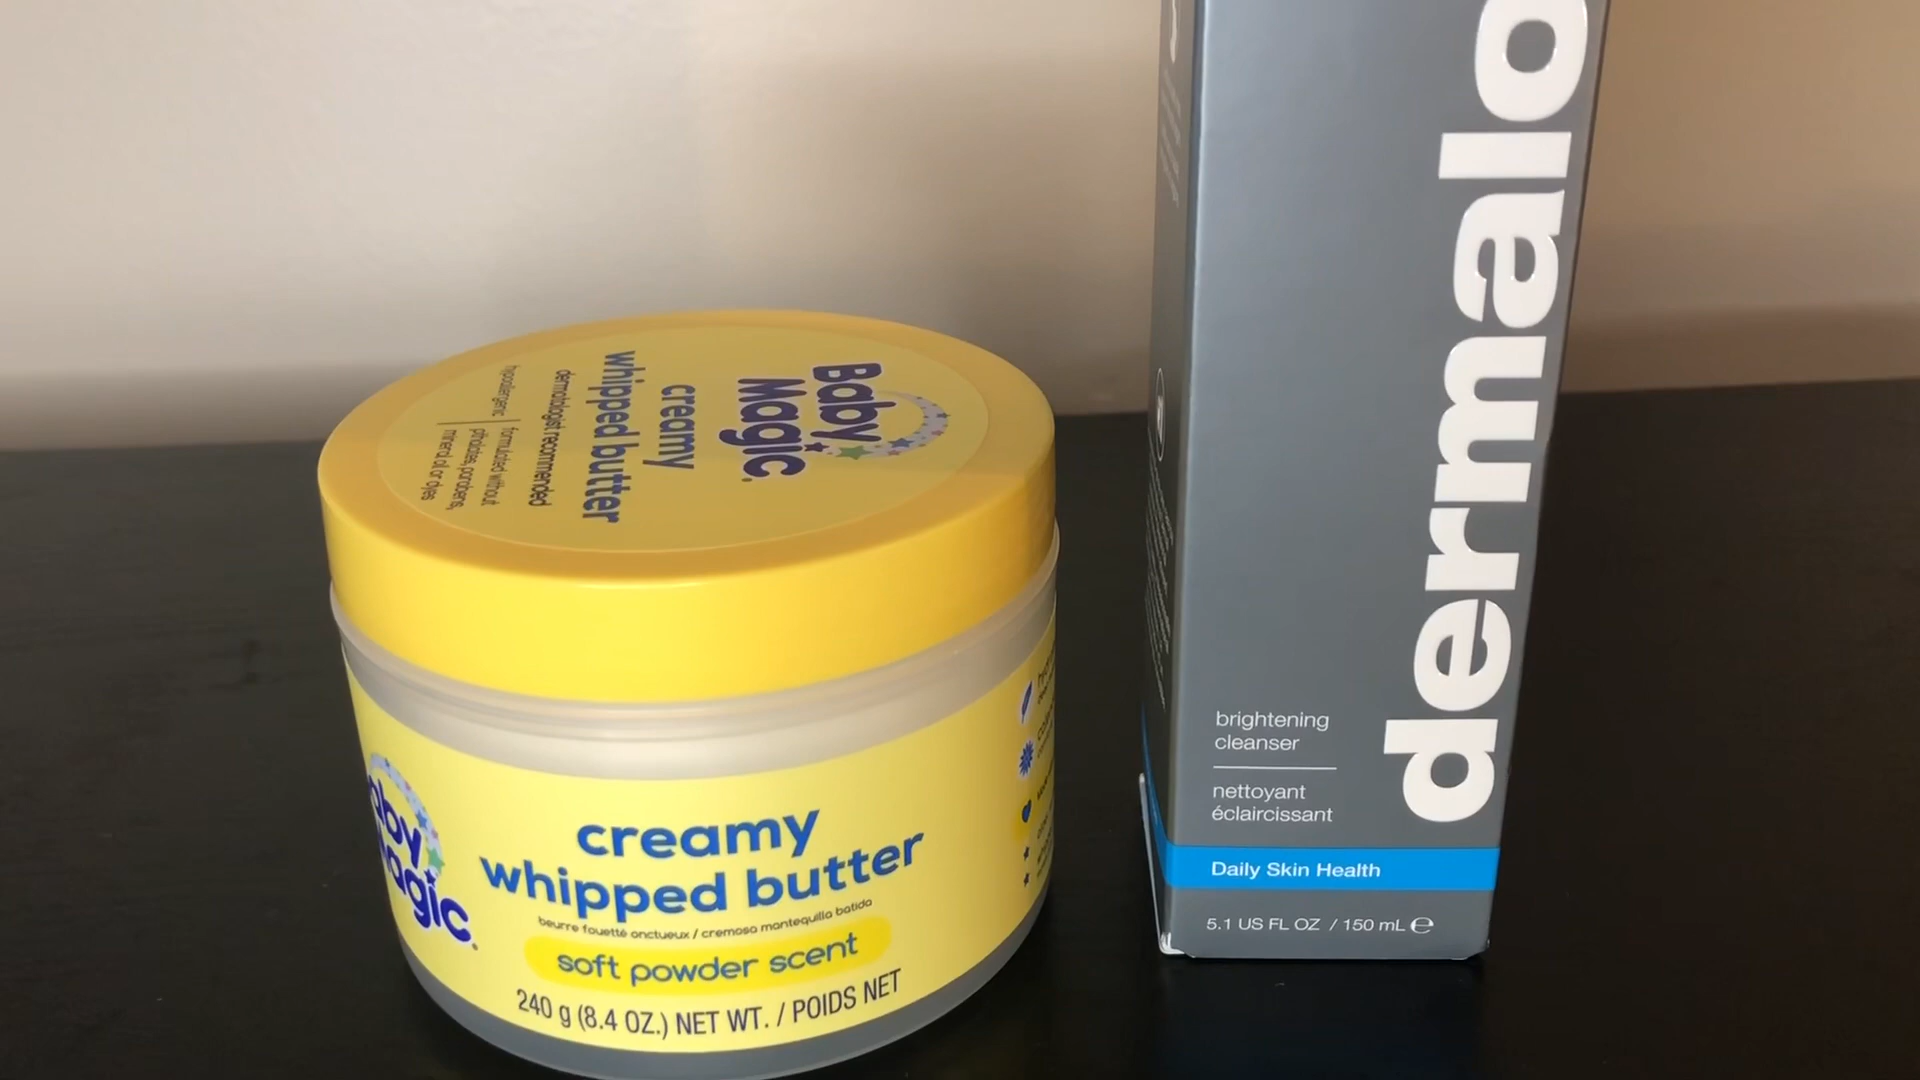 Baby
Magic®
creamy
whipped butter
dermatologist recommended
hypoallergenic
formulated without
phthalates, parabens,
mineral oil or dyes
aby
agic®
creamy
whipped butter
beurre fouetté onctueux / cremosa mantequilla batida
soft powder scent
240 g (8.4 OZ.) NET WT. / POIDS NET
dermalo
brightening
cleanser
nettoyant
éclaircissant
Daily Skin Health
5.1 US FL OZ / 150 mL ℮